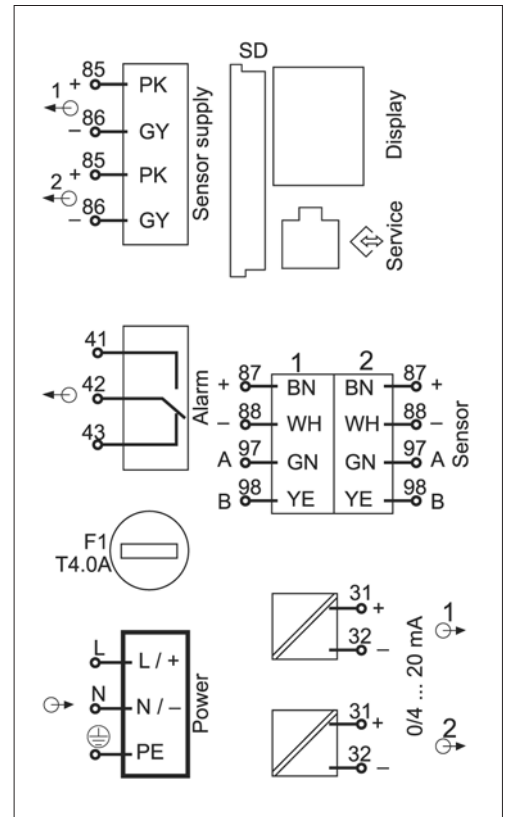 SD
1
+ 85 PK
– 86 GY
2
+ 85 PK
– 86 GY
Sensor supply
Display
Service
41
42
43
Alarm
1 2
+ 87 BN BN 87 +
– 88 WH WH 88 –
A 97 GN GN 97 A
B 98 YE YE 98 B
Sensor
F1
T4.0A
L L / +
N N / –
PE
Power
31 +
32 –
31 +
32 –
0/4 ... 20 mA
1
2